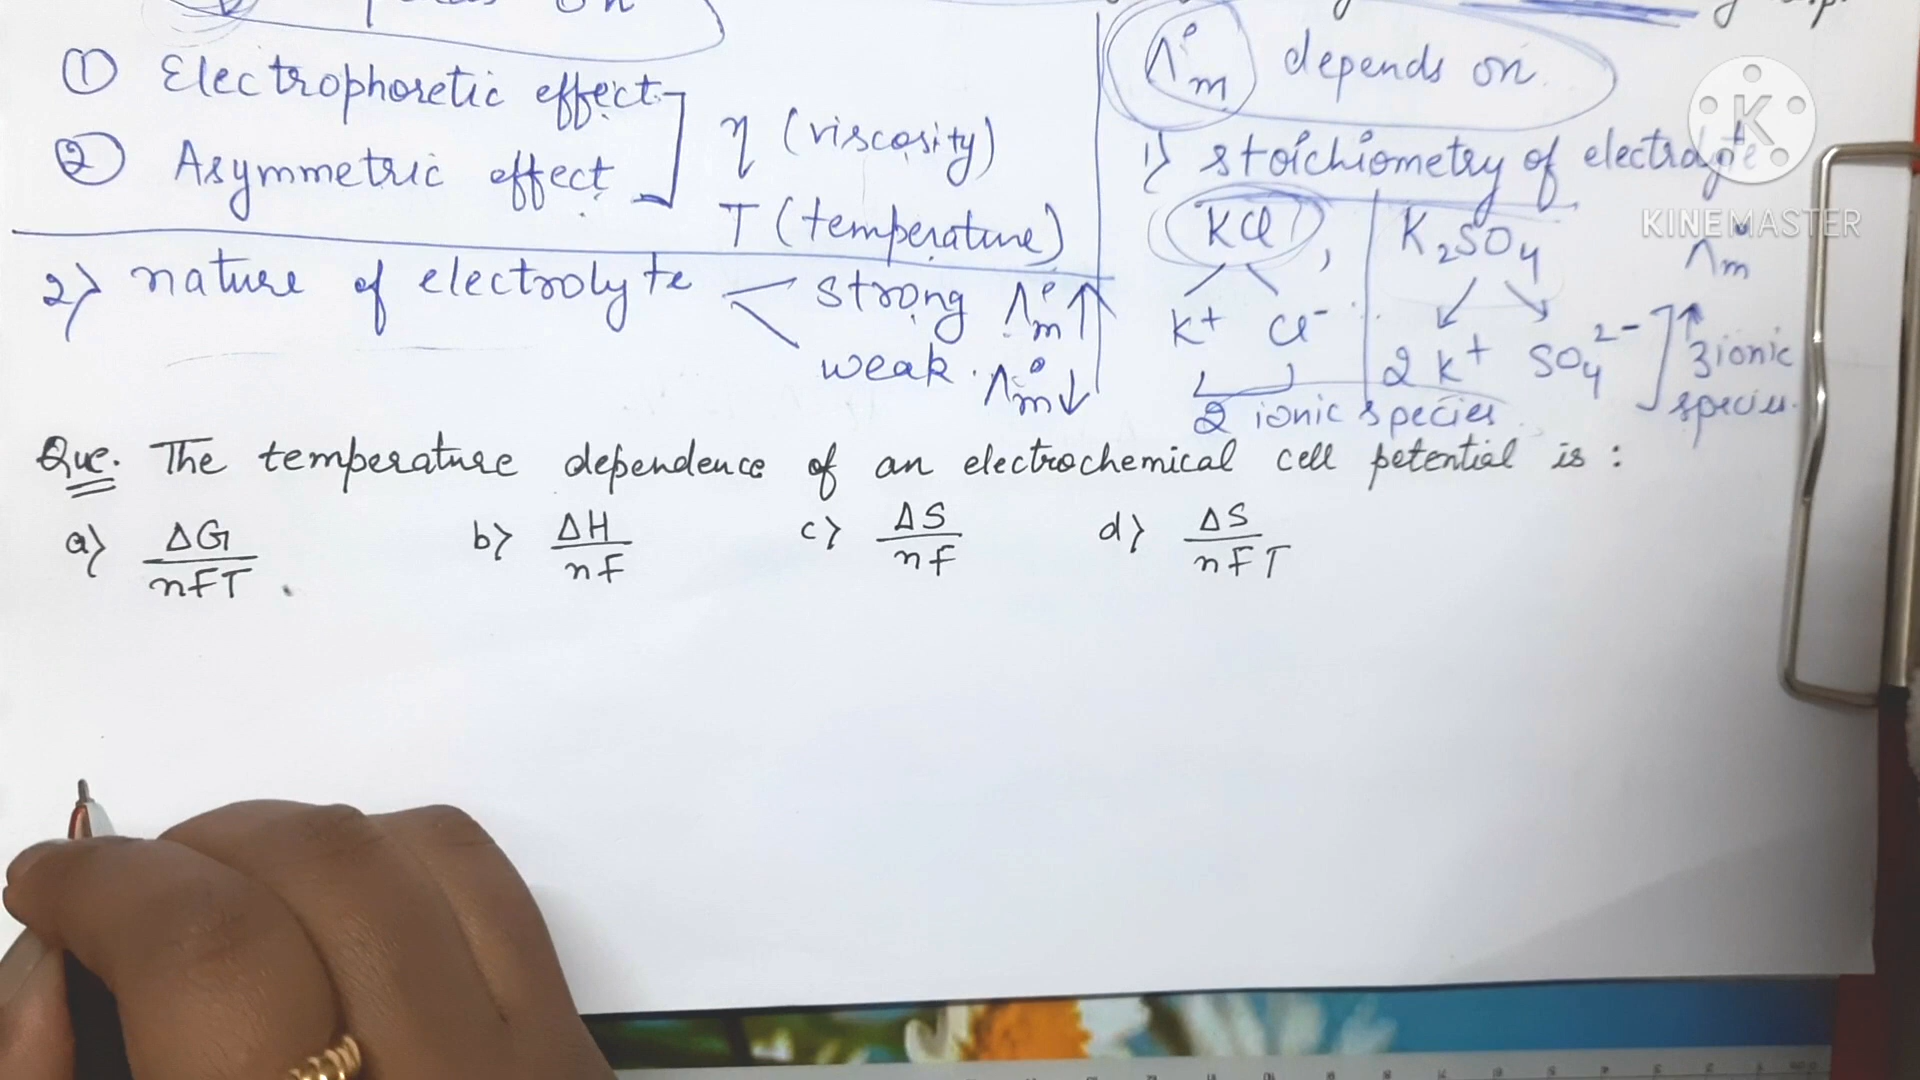 on
① Electrophoretic effect
② Asymmetric effect
η (viscosity)
T (temperature)
2) nature of electrolyte
strong Λ°m ↑
weak. Λ°m ↓
Λ°m depends on
1) stoichiometry of electrolyte
KCl, K2SO4 Λ°m
K+ Cl- 2K+ SO4 2- ↑
2 ionic species
3 ionic
species.
KINEMASTER
Que. The temperature dependence of an electrochemical cell petential is :
a) ΔG/nFT . b) ΔH/nF c) ΔS/nF d) ΔS/nFT